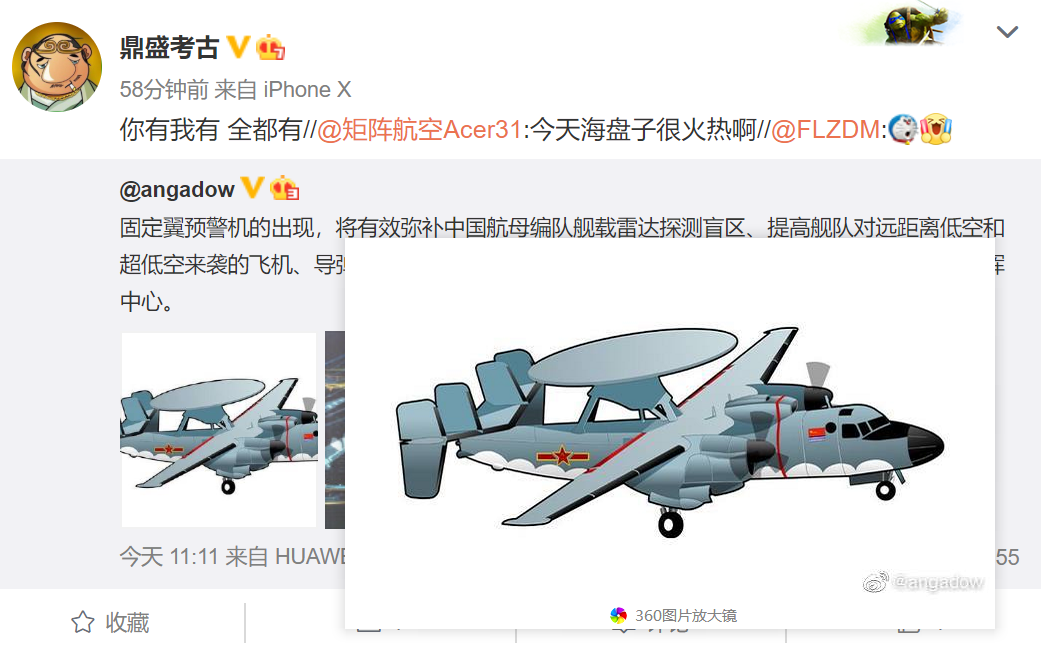 鼎盛考古
58分钟前 来自 iPhone X
你有我有 全都有//@矩阵航空Acer31:今天海盘子很火热啊//@FLZDM:
@angadow
固定翼预警机的出现，将有效弥补中国航母编队舰载雷达探测盲区、提高舰队对远距离低空和
超低空来袭的飞机、导弹
中心。
今天 11:11 来自 HUAWE
55
@angadow
360图片放大镜
收藏